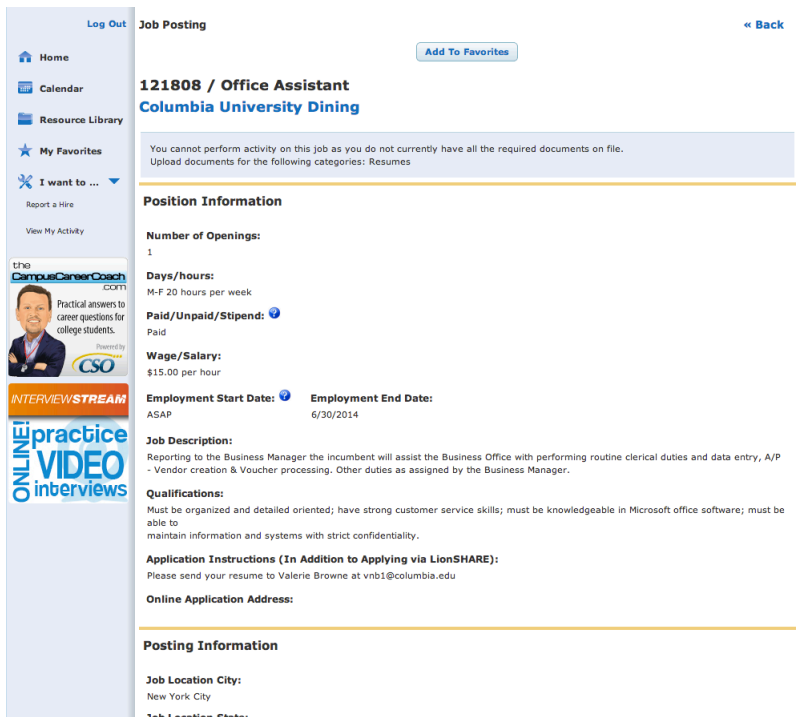 Log Out
Home
Calendar
Resource Library
My Favorites
I want to ...
Report a Hire
View My Activity
the
CampusCareerCoach
.com
Practical answers to
career questions for
college students.
Powered by
CSO
INTERVIEWSTREAM
ONLINE!
practice
VIDEO
interviews
Job Posting
« Back
Add To Favorites
121808 / Office Assistant
Columbia University Dining
You cannot perform activity on this job as you do not currently have all the required documents on file.
Upload documents for the following categories: Resumes
Position Information
Number of Openings:
1
Days/hours:
M-F 20 hours per week
Paid/Unpaid/Stipend: ?
Paid
Wage/Salary:
$15.00 per hour
Employment Start Date: ? Employment End Date:
ASAP 6/30/2014
Job Description:
Reporting to the Business Manager the incumbent will assist the Business Office with performing routine clerical duties and data entry, A/P
- Vendor creation & Voucher processing. Other duties as assigned by the Business Manager.
Qualifications:
Must be organized and detailed oriented; have strong customer service skills; must be knowledgeable in Microsoft office software; must be
able to
maintain information and systems with strict confidentiality.
Application Instructions (In Addition to Applying via LionSHARE):
Please send your resume to Valerie Browne at vnb1@columbia.edu
Online Application Address:
Posting Information
Job Location City:
New York City
Job Location State: